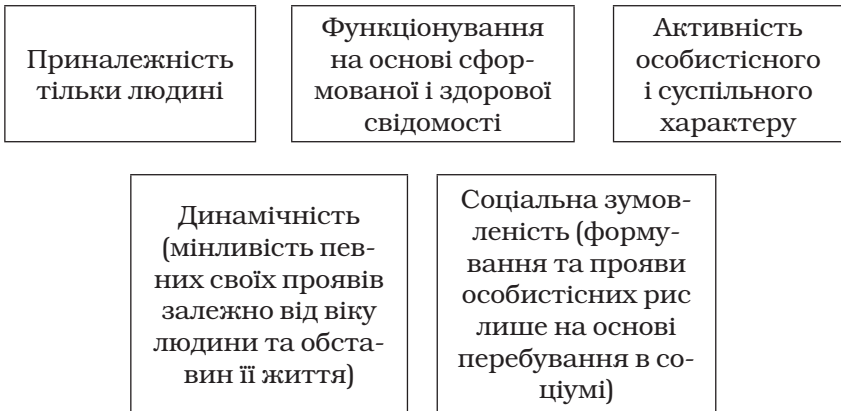 Приналежність
тільки людині
Функціонування
на основі сфор-
мованої і здорової
свідомості
Активність
особистісного
і суспільного
характеру
Динамічність
(мінливість пев-
них своїх проявів
залежно від віку
людини та обста-
вин її життя)
Соціальна зумов-
леність (форму-
вання та прояви
особистісних рис
лише на основі
перебування в со-
ціумі)